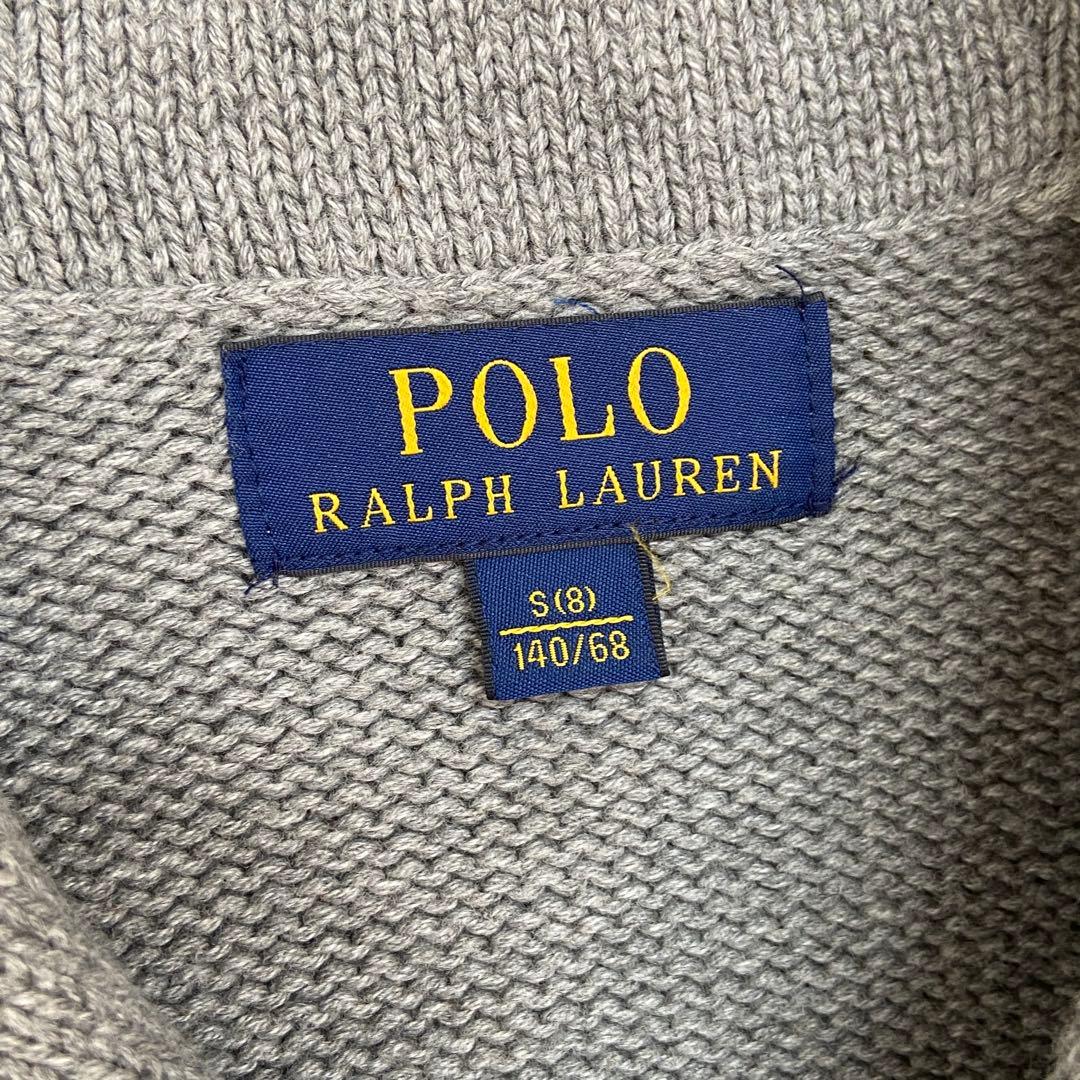 POLO
RALPH LAUREN
S(8)
140/68